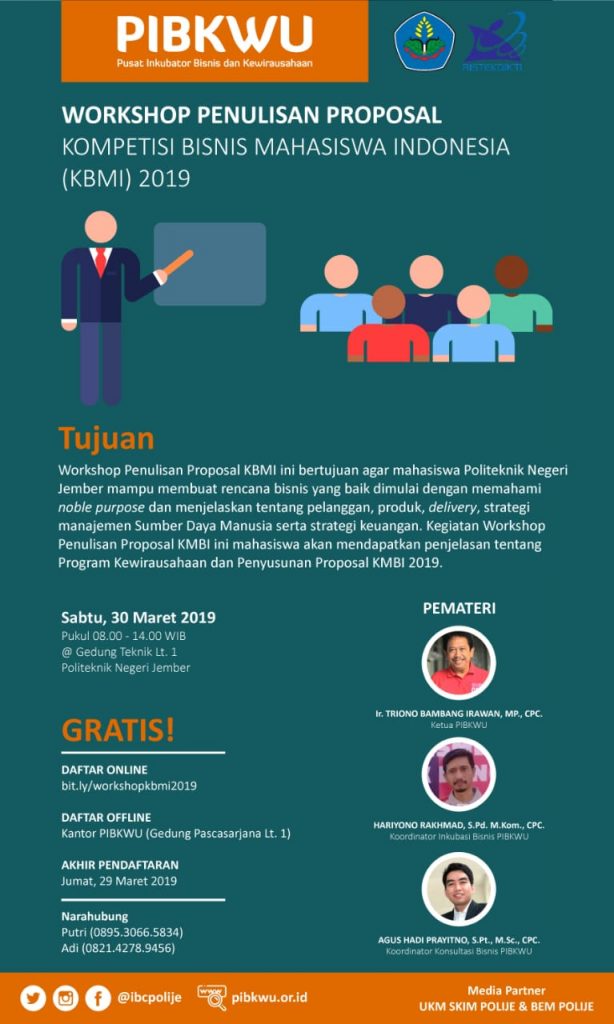 PIBKWU
Pusat Inkubator Bisnis dan Kewirausahaan
RISTEKDIKTI
WORKSHOP PENULISAN PROPOSAL
KOMPETISI BISNIS MAHASISWA INDONESIA
(KBMI) 2019
Tujuan
Workshop Penulisan Proposal KBMI ini bertujuan agar mahasiswa Politeknik Negeri
Jember mampu membuat rencana bisnis yang baik dimulai dengan memahami
noble purpose dan menjelaskan tentang pelanggan, produk, delivery, strategi
manajemen Sumber Daya Manusia serta strategi keuangan. Kegiatan Workshop
Penulisan Proposal KMBI ini mahasiswa akan mendapatkan penjelasan tentang
Program Kewirausahaan dan Penyusunan Proposal KMBI 2019.
Sabtu, 30 Maret 2019
Pukul 08.00 - 14.00 WIB
@ Gedung Teknik Lt. 1
Politeknik Negeri Jember
GRATIS!
DAFTAR ONLINE
bit.ly/workshopkbmi2019
DAFTAR OFFLINE
Kantor PIBKWU (Gedung Pascasarjana Lt. 1)
AKHIR PENDAFTARAN
Jumat, 29 Maret 2019
Narahubung
Putri (0895.3066.5834)
Adi (0821.4278.9456)
PEMATERI
Ir. TRIONO BAMBANG IRAWAN, MP., CPC.
Ketua PIBKWU
HARIYONO RAKHMAD, S.Pd. M.Kom., CPC.
Koordinator Inkubasi Bisnis PIBKWU
AGUS HADI PRAYITNO, S.Pt., M.Sc., CPC.
Koordinator Konsultasi Bisnis PIBKWU
@ibcpolije
www
pibkwu.or.id
Media Partner
UKM SKIM POLIJE & BEM POLIJE